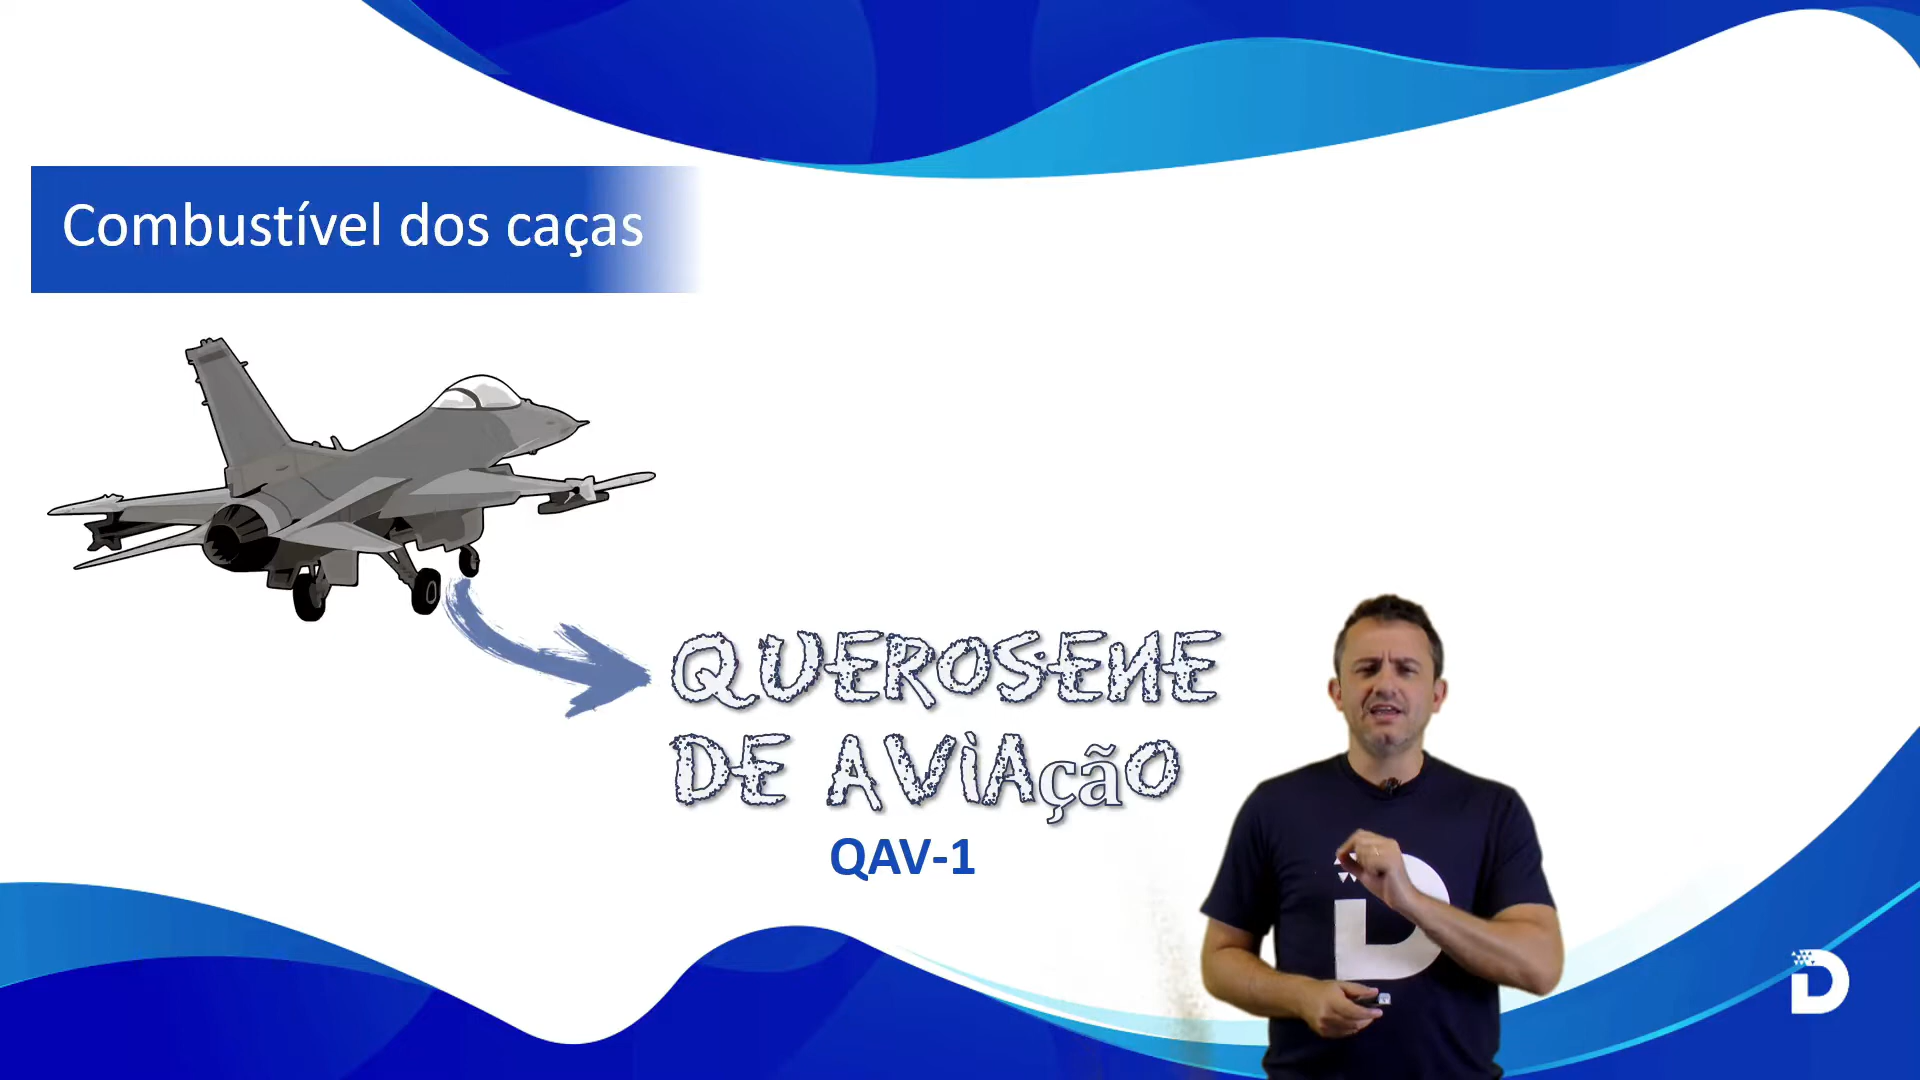 Combustível dos caças
QUEROSENE
DE AVIAção
QAV-1
D
D